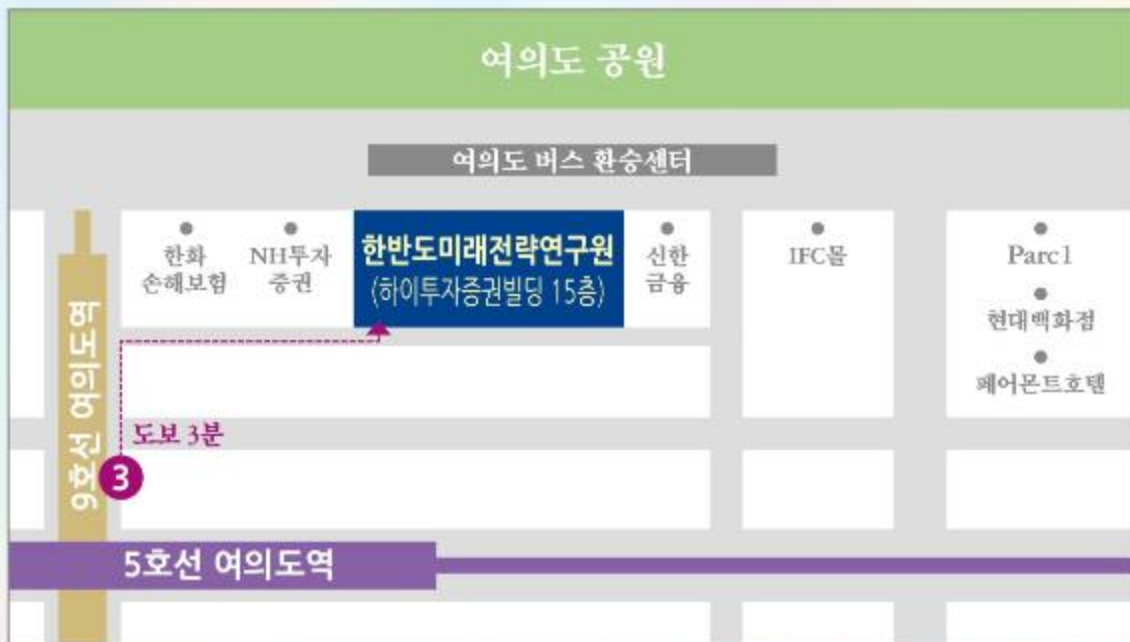 여의도 공원
여의도 버스 환승센터
한화
손해보험
NH투자
증권
한반도미래전략연구원
(하이투자증권빌딩 15층)
신한
금융
IFC몰
Parc1
현대백화점
페어몬트호텔
9호선 여의도역
도보 3분
3
5호선 여의도역